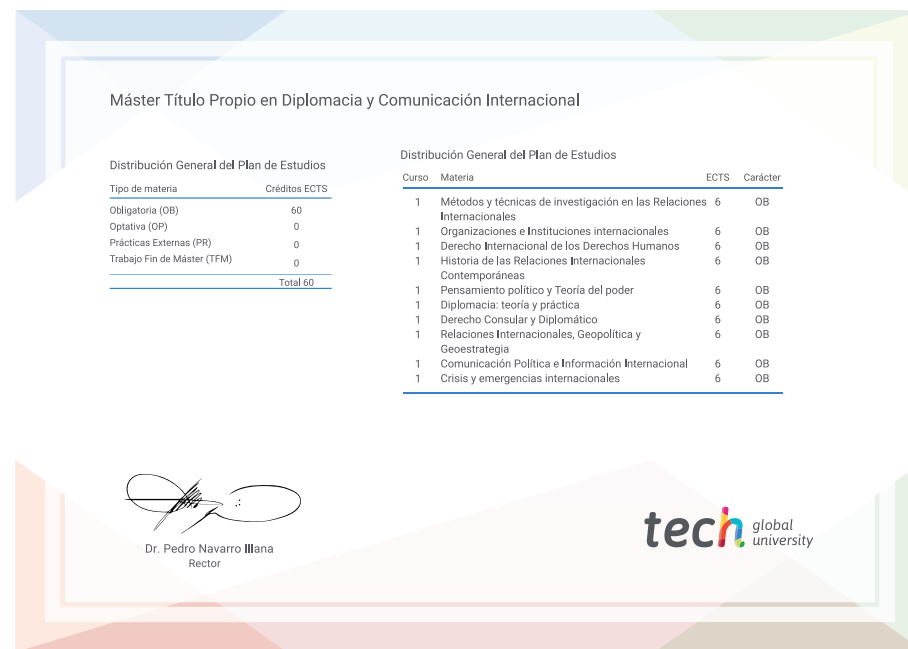 Máster Título Propio en Diplomacia y Comunicación Internacional
Distribución General del Plan de Estudios
Tipo de materia Créditos ECTS
Obligatoria (OB) 60
Optativa (OP) 0
Prácticas Externas (PR) 0
Trabajo Fin de Máster (TFM) 0
Total 60
Distribución General del Plan de Estudios
Curso Materia ECTS Carácter
1 Métodos y técnicas de investigación en las Relaciones 6 OB
Internacionales
1 Organizaciones e Instituciones internacionales 6 OB
1 Derecho Internacional de los Derechos Humanos 6 OB
1 Historia de las Relaciones Internacionales 6 OB
Contemporáneas
1 Pensamiento político y Teoría del poder 6 OB
1 Diplomacia: teoría y práctica 6 OB
1 Derecho Consular y Diplomático 6 OB
1 Relaciones Internacionales, Geopolítica y 6 OB
Geoestrategia
1 Comunicación Política e Información Internacional 6 OB
1 Crisis y emergencias internacionales 6 OB
Dr. Pedro Navarro Illana
Rector
tech global
university